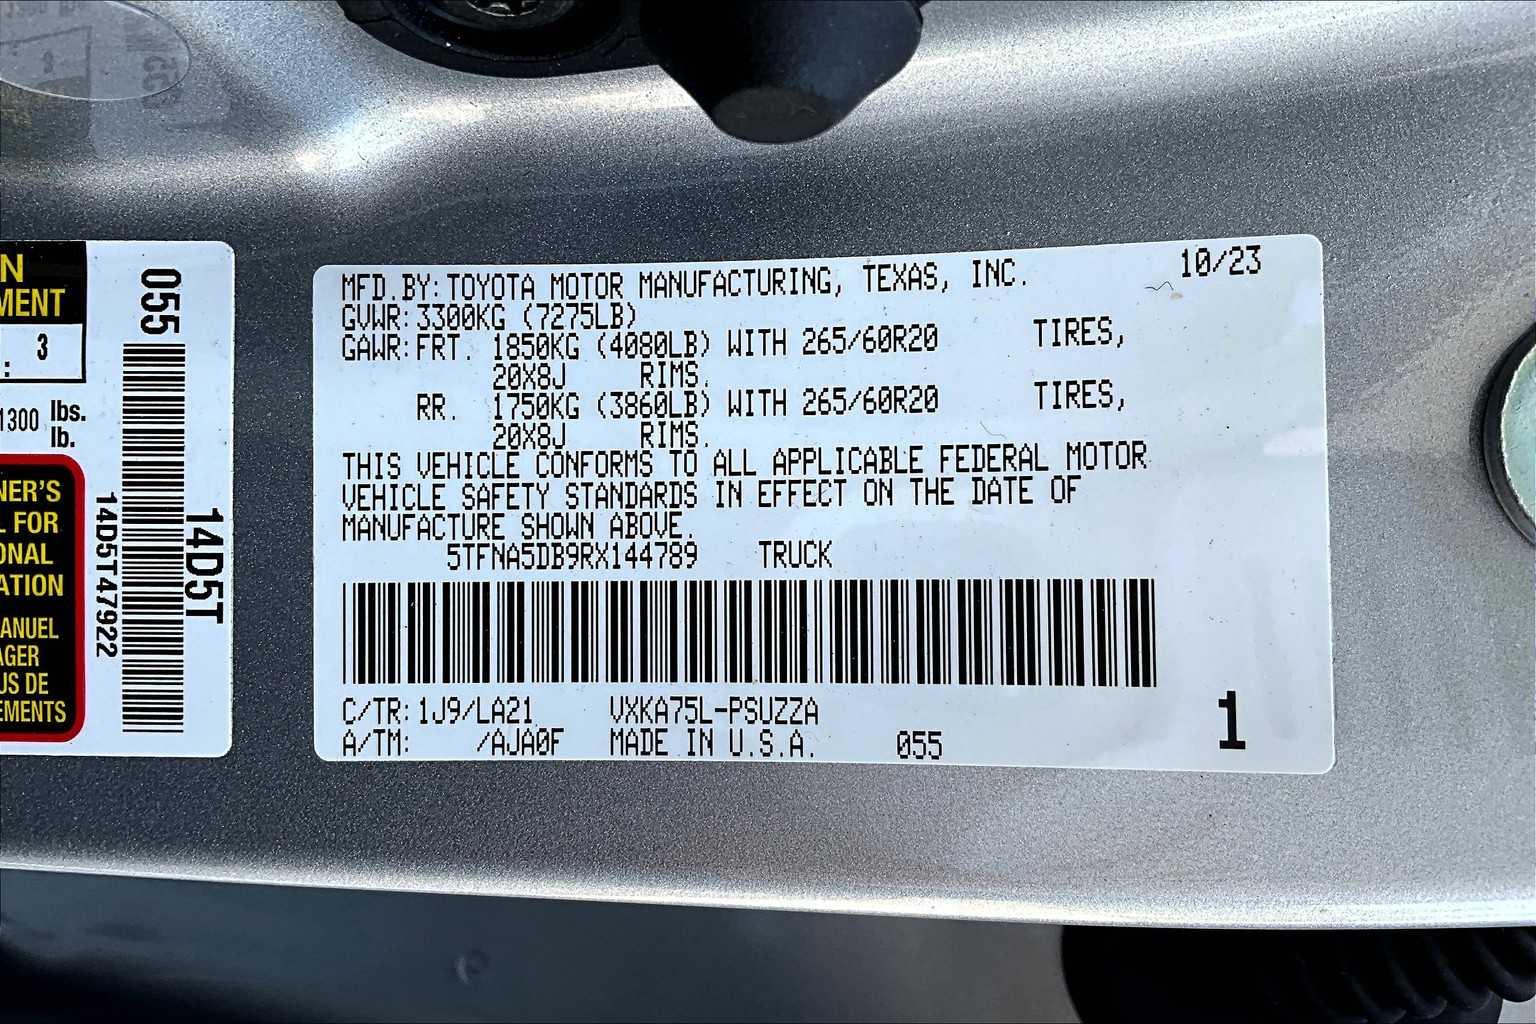 N
MENT
: 3
1300 lbs.
lb.
NER'S
L FOR
ONAL
ATION
ANUEL
AGER
US DE
EMENTS
055
14D5T
14D5T47922
MFD.BY:TOYOTA MOTOR MANUFACTURING, TEXAS, INC. 10/23
GVWR:3300KG (7275LB)
GAWR:FRT. 1850KG (4080LB) WITH 265/60R20 TIRES,
20X8J RIMS.
RR. 1750KG (3860LB) WITH 265/60R20 TIRES,
20X8J RIMS.
THIS VEHICLE CONFORMS TO ALL APPLICABLE FEDERAL MOTOR
VEHICLE SAFETY STANDARDS IN EFFECT ON THE DATE OF
MANUFACTURE SHOWN ABOVE.
5TFNA5DB9RX144789 TRUCK
C/TR:1J9/LA21 VXKA75L-PSUZZA
A/TM: /AJA0F MADE IN U.S.A. 055
1